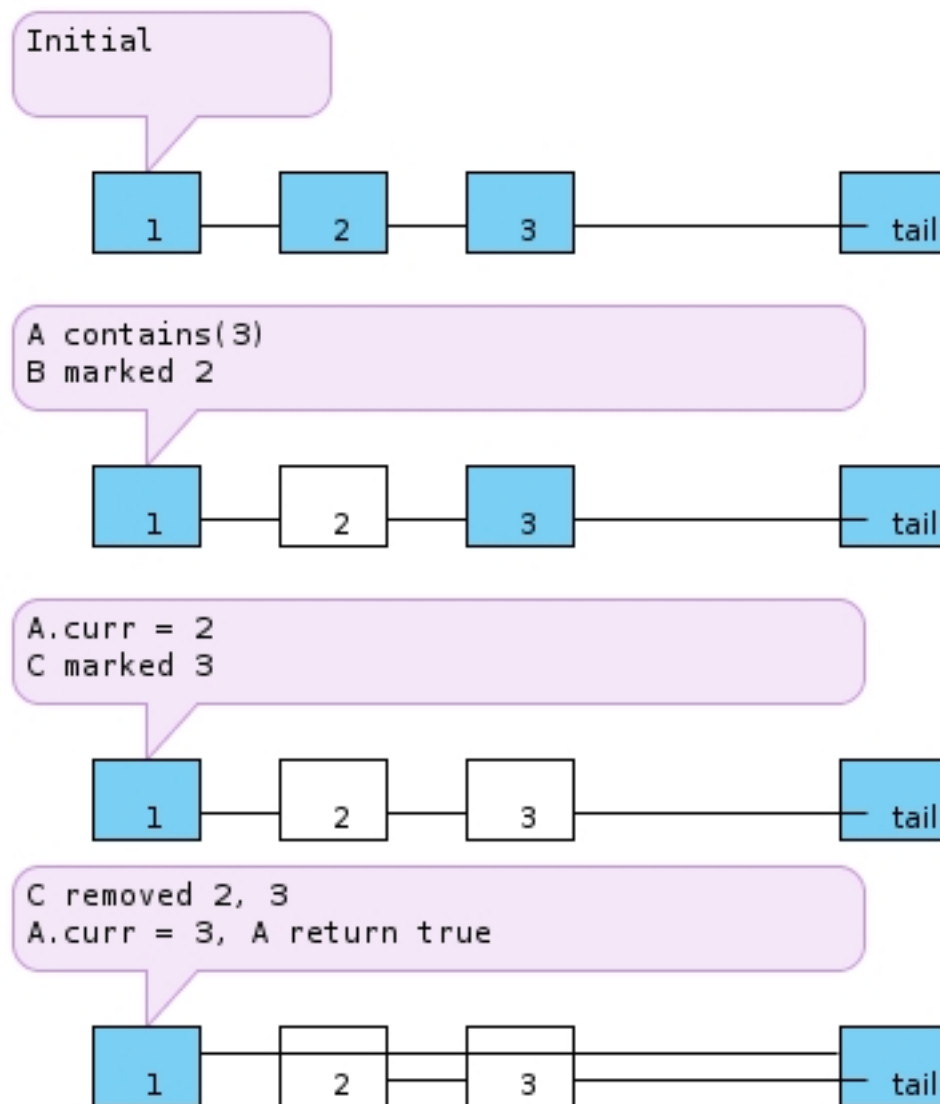 Initial
1 2 3 tail
A contains(3)
B marked 2
1 2 3 tail
A.curr = 2
C marked 3
1 2 3 tail
C removed 2, 3
A.curr = 3, A return true
1 2 3 tail